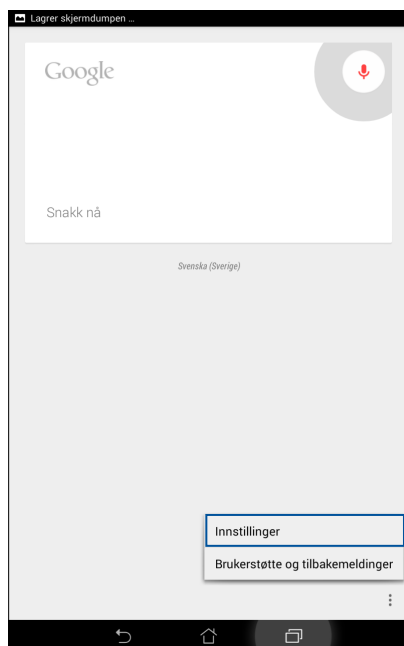 Lagrer skjermdumpen ...
Google
Snakk nå
Svenska (Sverige)
Innstillinger
Brukerstøtte og tilbakemeldinger